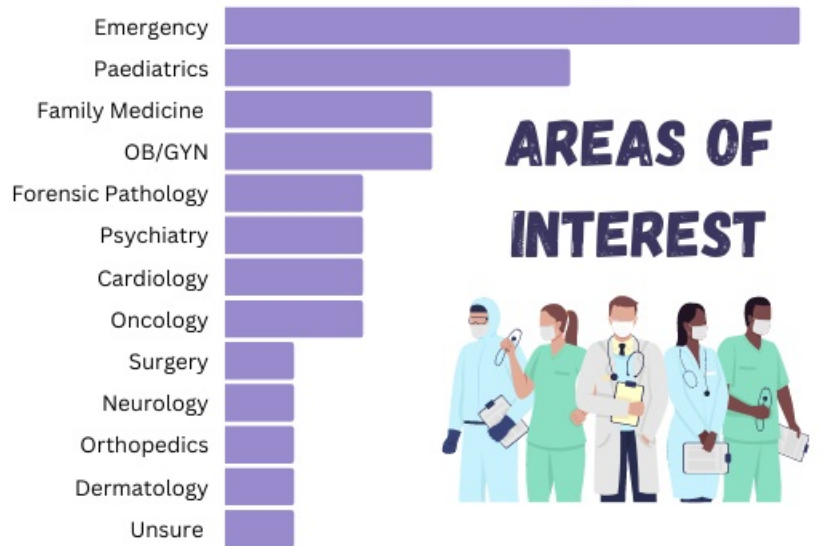 Emergency
Paediatrics
Family Medicine
OB/GYN
Forensic Pathology
Psychiatry
Cardiology
Oncology
Surgery
Neurology
Orthopedics
Dermatology
Unsure
AREAS OF
INTEREST